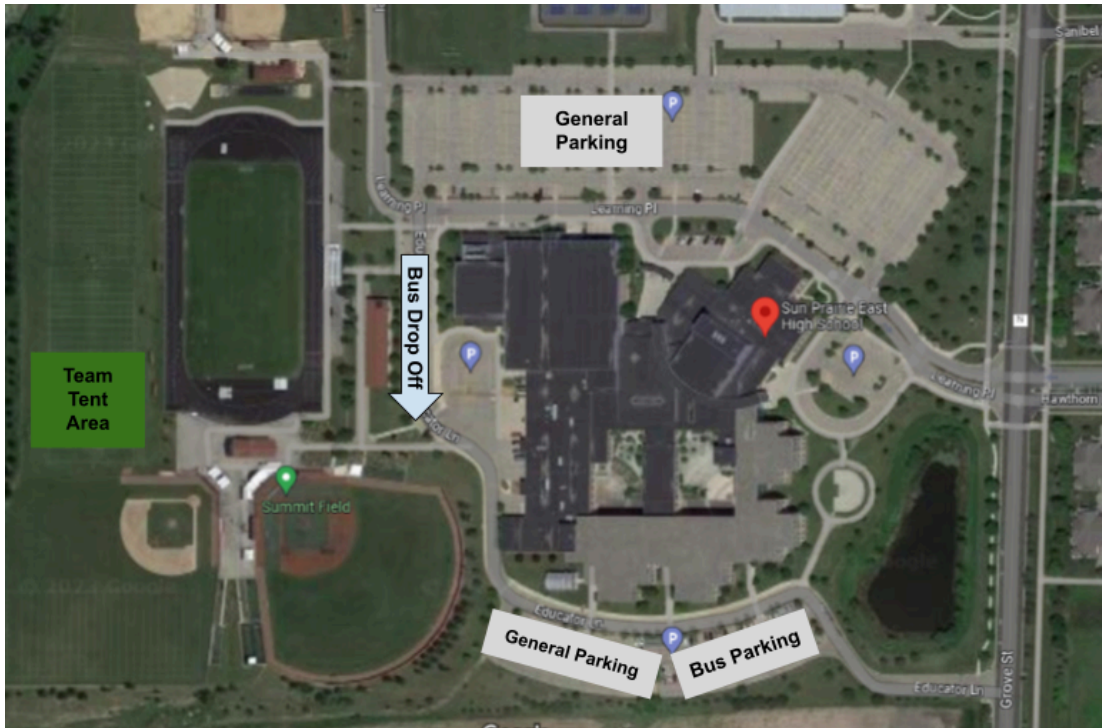 Sanibel
P
General
Parking
Learning Pl
Learning Pl
Bus Drop Off
Sun Prairie East
High School
P
P
Team
Tent
Area
Learning Pl
Hawthorn
Summit Field
Educator Ln
General Parking
P
Bus Parking
Educator Ln
Grove St